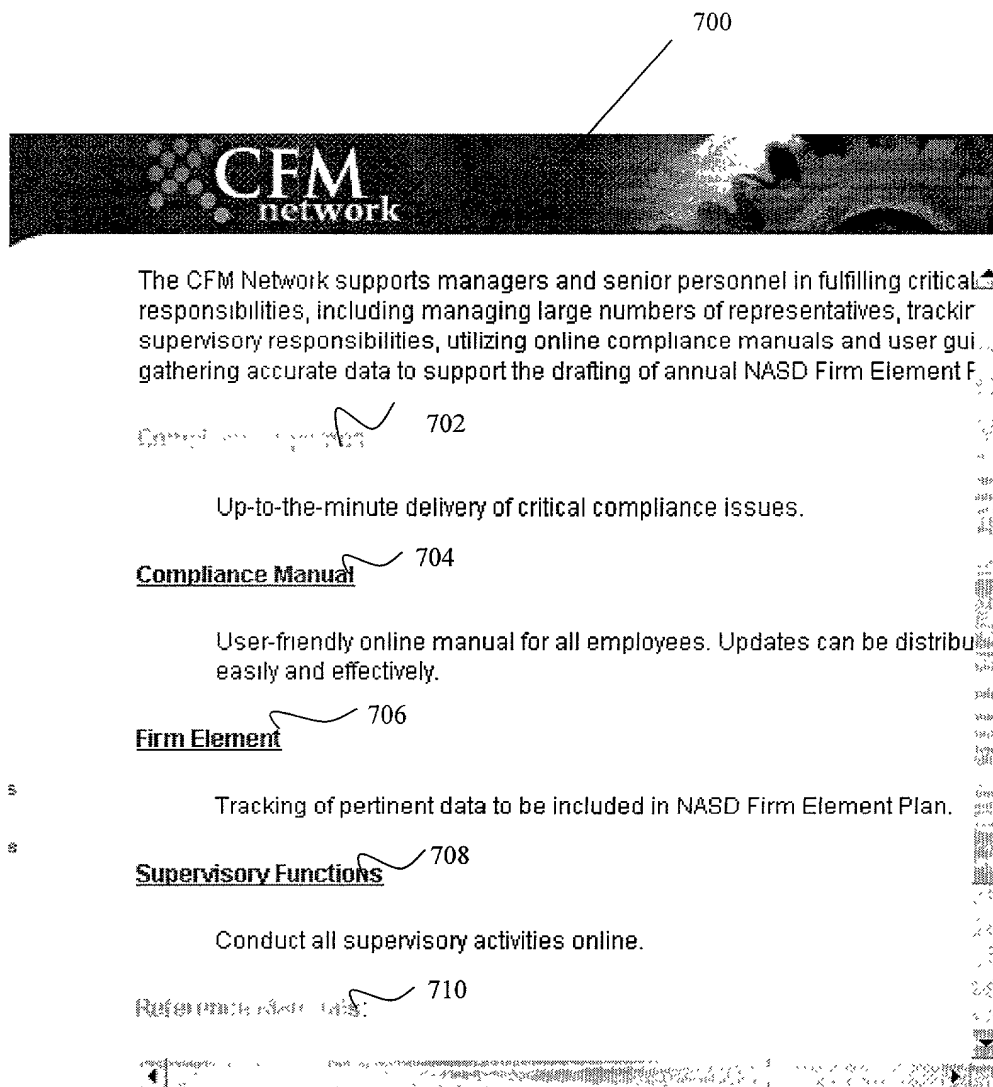 700
CFM
network
The CFM Network supports managers and senior personnel in fulfilling critical
responsibilities, including managing large numbers of representatives, trackir
supervisory responsibilities, utilizing online compliance manuals and user gui
gathering accurate data to support the drafting of annual NASD Firm Element F
702
Up-to-the-minute delivery of critical compliance issues.
704
Compliance Manual
User-friendly online manual for all employees. Updates can be distribu
easily and effectively.
706
Firm Element
s
Tracking of pertinent data to be included in NASD Firm Element Plan.
s
708
Supervisory Functions
Conduct all supervisory activities online.
710
Reference